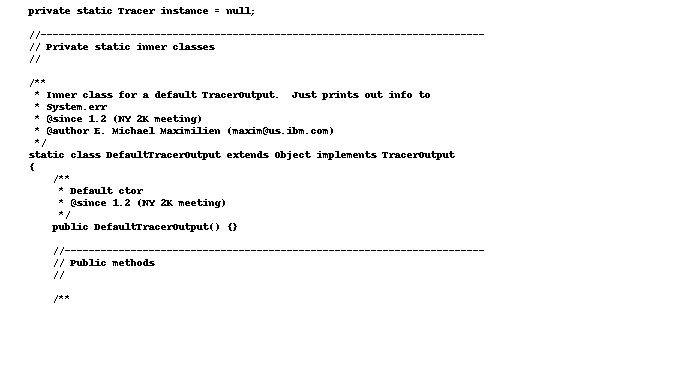 private static Tracer instance = null;
//--------------------------------------------------------------------------
// Private static inner classes
//
/**
* Inner class for a default TracerOutput.  Just prints out info to
* System.err
* @since 1.2 (NY 2K meeting)
* @author E. Michael Maximilien (maxim@us.ibm.com)
*/
static class DefaultTracerOutput extends Object implements TracerOutput
{
/**
* Default ctor
* @since 1.2 (NY 2K meeting)
*/
public DefaultTracerOutput() {}
//----------------------------------------------------------------------
// Public methods
//
/**